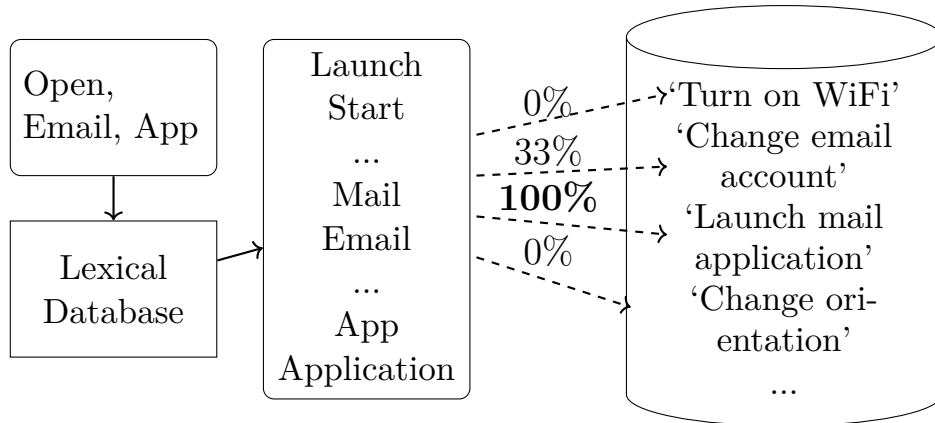 Open,
Email, App
Lexical
Database
Launch
Start
...
Mail
Email
...
App
Application
0%
33%
100%
0%
‘Turn on WiFi’
‘Change email
account’
‘Launch mail
application’
‘Change ori-
entation’
...